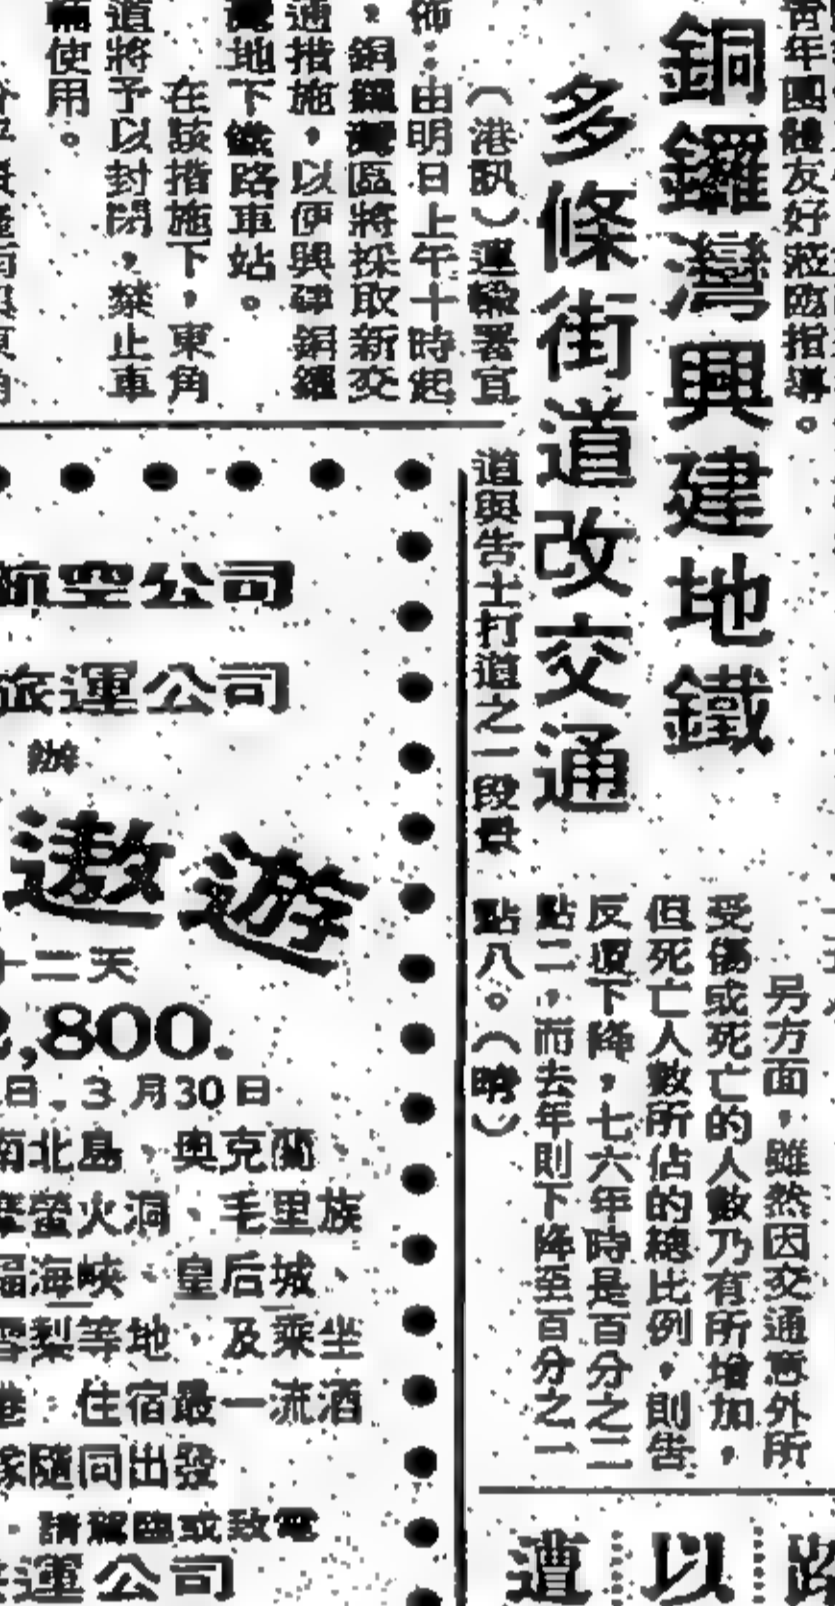 青年團體友好蒞臨指導。
銅鑼灣興建地鐵
多條街道改交通
（港訊）運輸署宣
佈：由明日上午十時起
，銅鑼灣區將採取新交
通措施，以便興建銅鑼
灣地下鐵路車站。
在該措施下，東角
道將予以封閉，禁止車
輛使用。
道與告士打道之一段
另方面，雖然因交通意外所
受傷或死亡的人數乃有所增加，
但死亡人數所佔的總比例，則告
反項下降，七六年時是百分之二
點二，而去年則下降至百分之一
點八。（明）
航空公司
旅運公司
辦
遨遊
十二天
,800.
日.3月30日
南北島、奧克蘭、
螢火洞、毛里族
海峽、皇后城、
雪梨等地，及乘坐
港．住宿最一流酒
隨同出發
請駕臨或致電
運公司
遭 以 路